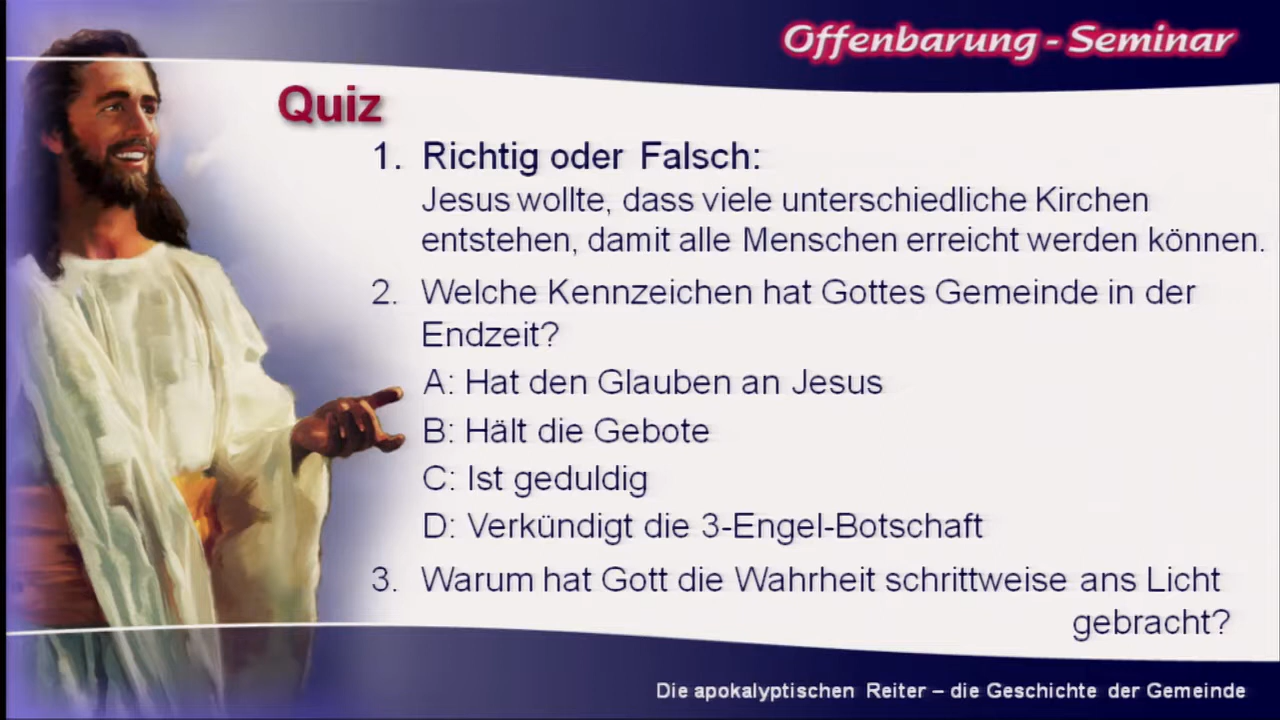 Offenbarung - Seminar
Quiz
1. Richtig oder Falsch:
Jesus wollte, dass viele unterschiedliche Kirchen
entstehen, damit alle Menschen erreicht werden können.
2. Welche Kennzeichen hat Gottes Gemeinde in der
Endzeit?
A: Hat den Glauben an Jesus
B: Hält die Gebote
C: Ist geduldig
D: Verkündigt die 3-Engel-Botschaft
3. Warum hat Gott die Wahrheit schrittweise ans Licht
gebracht?
Die apokalyptischen Reiter – die Geschichte der Gemeinde